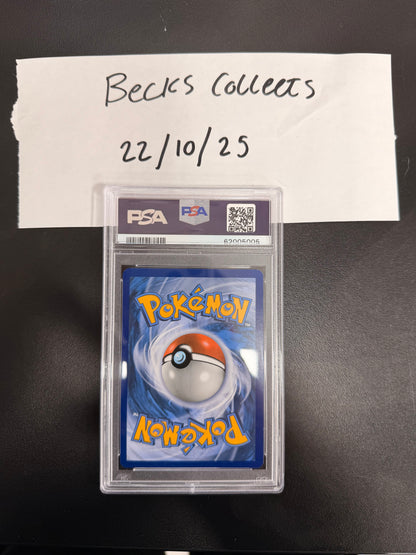 Becks Collects
22/10/25
PSA PSA
62005005
POKéMON
POKéMON